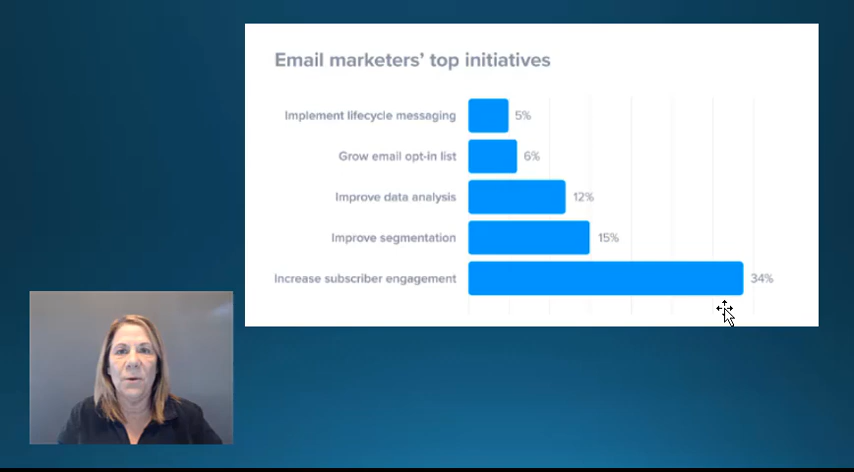 Email marketers’ top initiatives
Implement lifecycle messaging 5%
Grow email opt-in list 6%
Improve data analysis 12%
Improve segmentation 15%
Increase subscriber engagement 34%